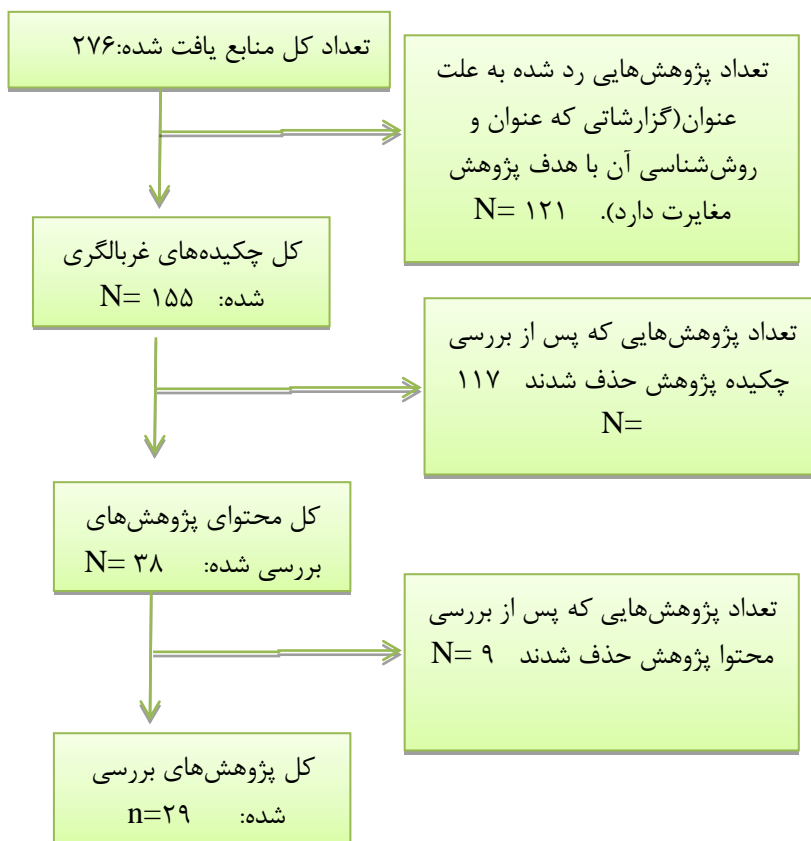 تعداد کل منابع یافت شده:۲۷۶
تعداد پژوهش‌هایی رد شده به علت
عنوان(گزارشاتی که عنوان و
روش‌شناسی آن با هدف پژوهش
مغایرت دارد). N= ۱۲۱
کل چکیده‌های غربالگری
شده: N= ۱۵۵
تعداد پژوهش‌هایی که پس از بررسی
چکیده پژوهش حذف شدند ۱۱۷
N=
کل محتوای پژوهش‌های
بررسی شده: N= ۳۸
تعداد پژوهش‌هایی که پس از بررسی
محتوا پژوهش حذف شدند N= ۹
کل پژوهش‌های بررسی
شده: n=۲۹